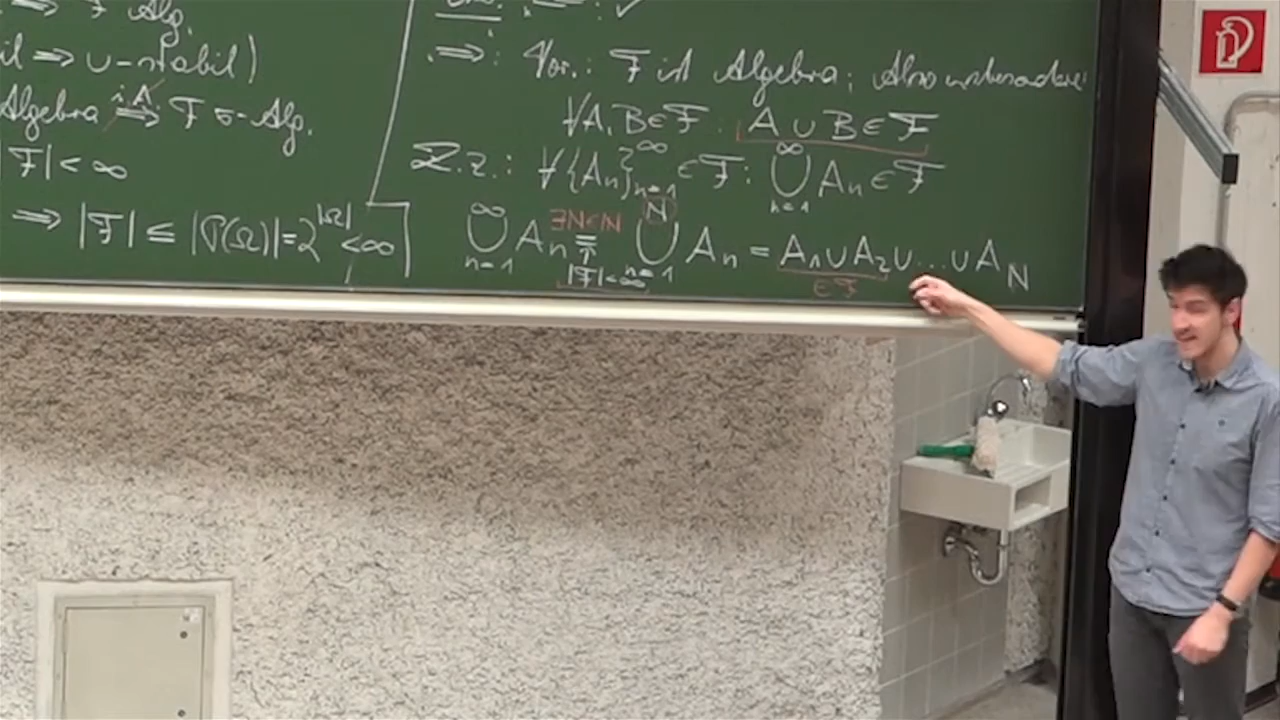 ⟹ F Alg.
il ⟹ ∪-stabil)
Algebra i.A. ⟹ F σ-Alg.
|F| < ∞
⟹ |F| ≤ |P(Ω)| = 2^|Ω| < ∞
⟹: Vor.: F ist Algebra; Also insbesondere:
∀A, B ∈ F: A ∪ B ∈ F
Z.z.: ∀{A_n}_{n=1}^∞ ∈ F: ⋃_{n=1}^∞ A_n ∈ F
∃N<N
⋃_{n=1}^∞ A_n = ⋃_{n=1}^N A_n = A_1 ∪ A_2 ∪ ... ∪ A_N
↑
|F| < ∞
∈ F